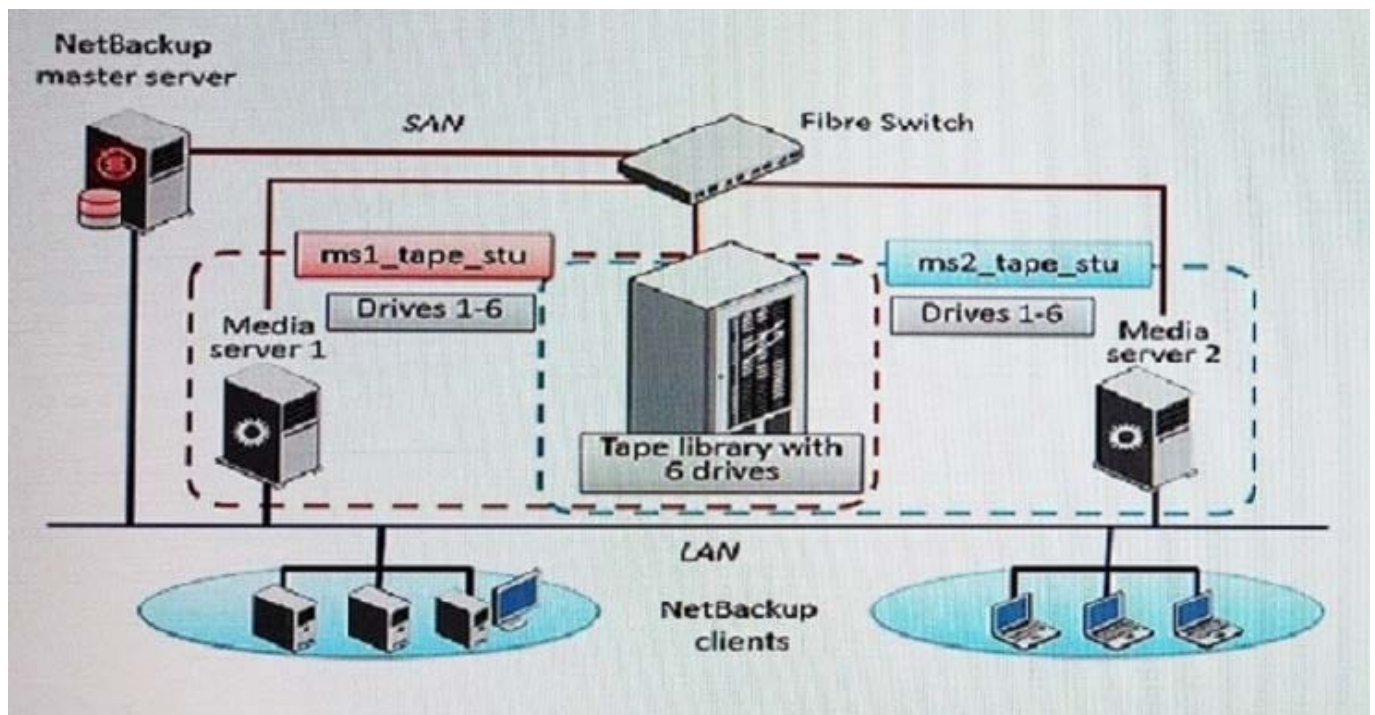 NetBackup
master server
SAN
Fibre Switch
ms1_tape_stu
ms2_tape_stu
Drives 1-6
Drives 1-6
Media
server 1
Media
server 2
Tape library with
6 drives
LAN
NetBackup
clients